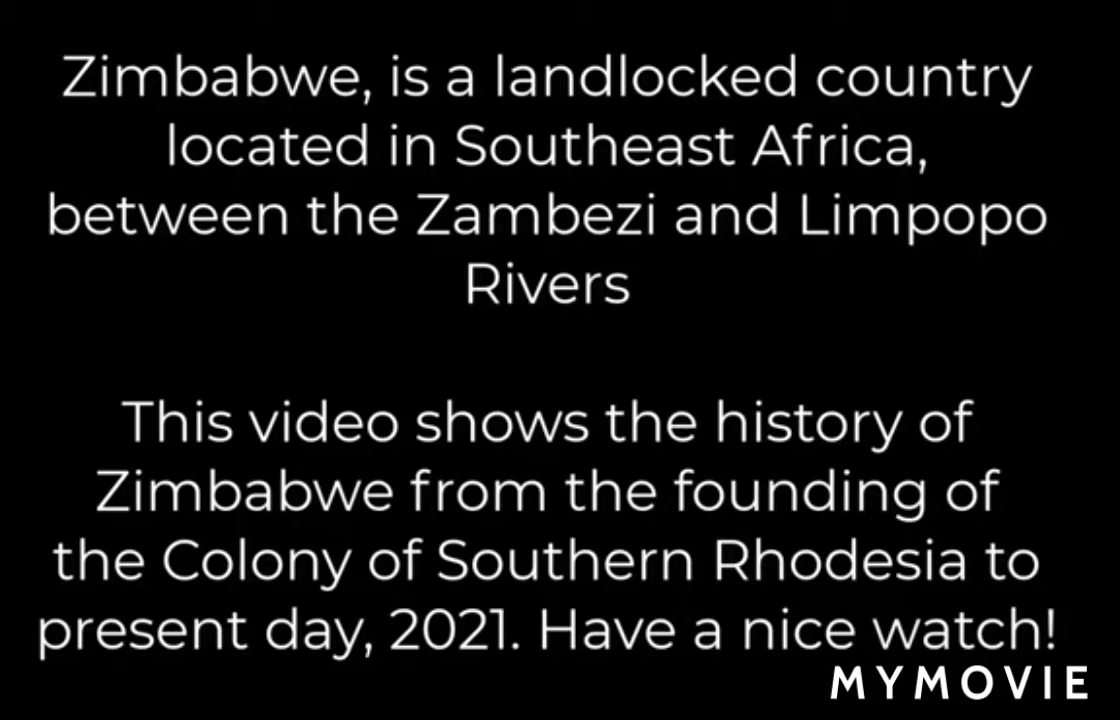 Zimbabwe, is a landlocked country
located in Southeast Africa,
between the Zambezi and Limpopo
Rivers
This video shows the history of
Zimbabwe from the founding of
the Colony of Southern Rhodesia to
present day, 2021. Have a nice watch!
MYMOVIE